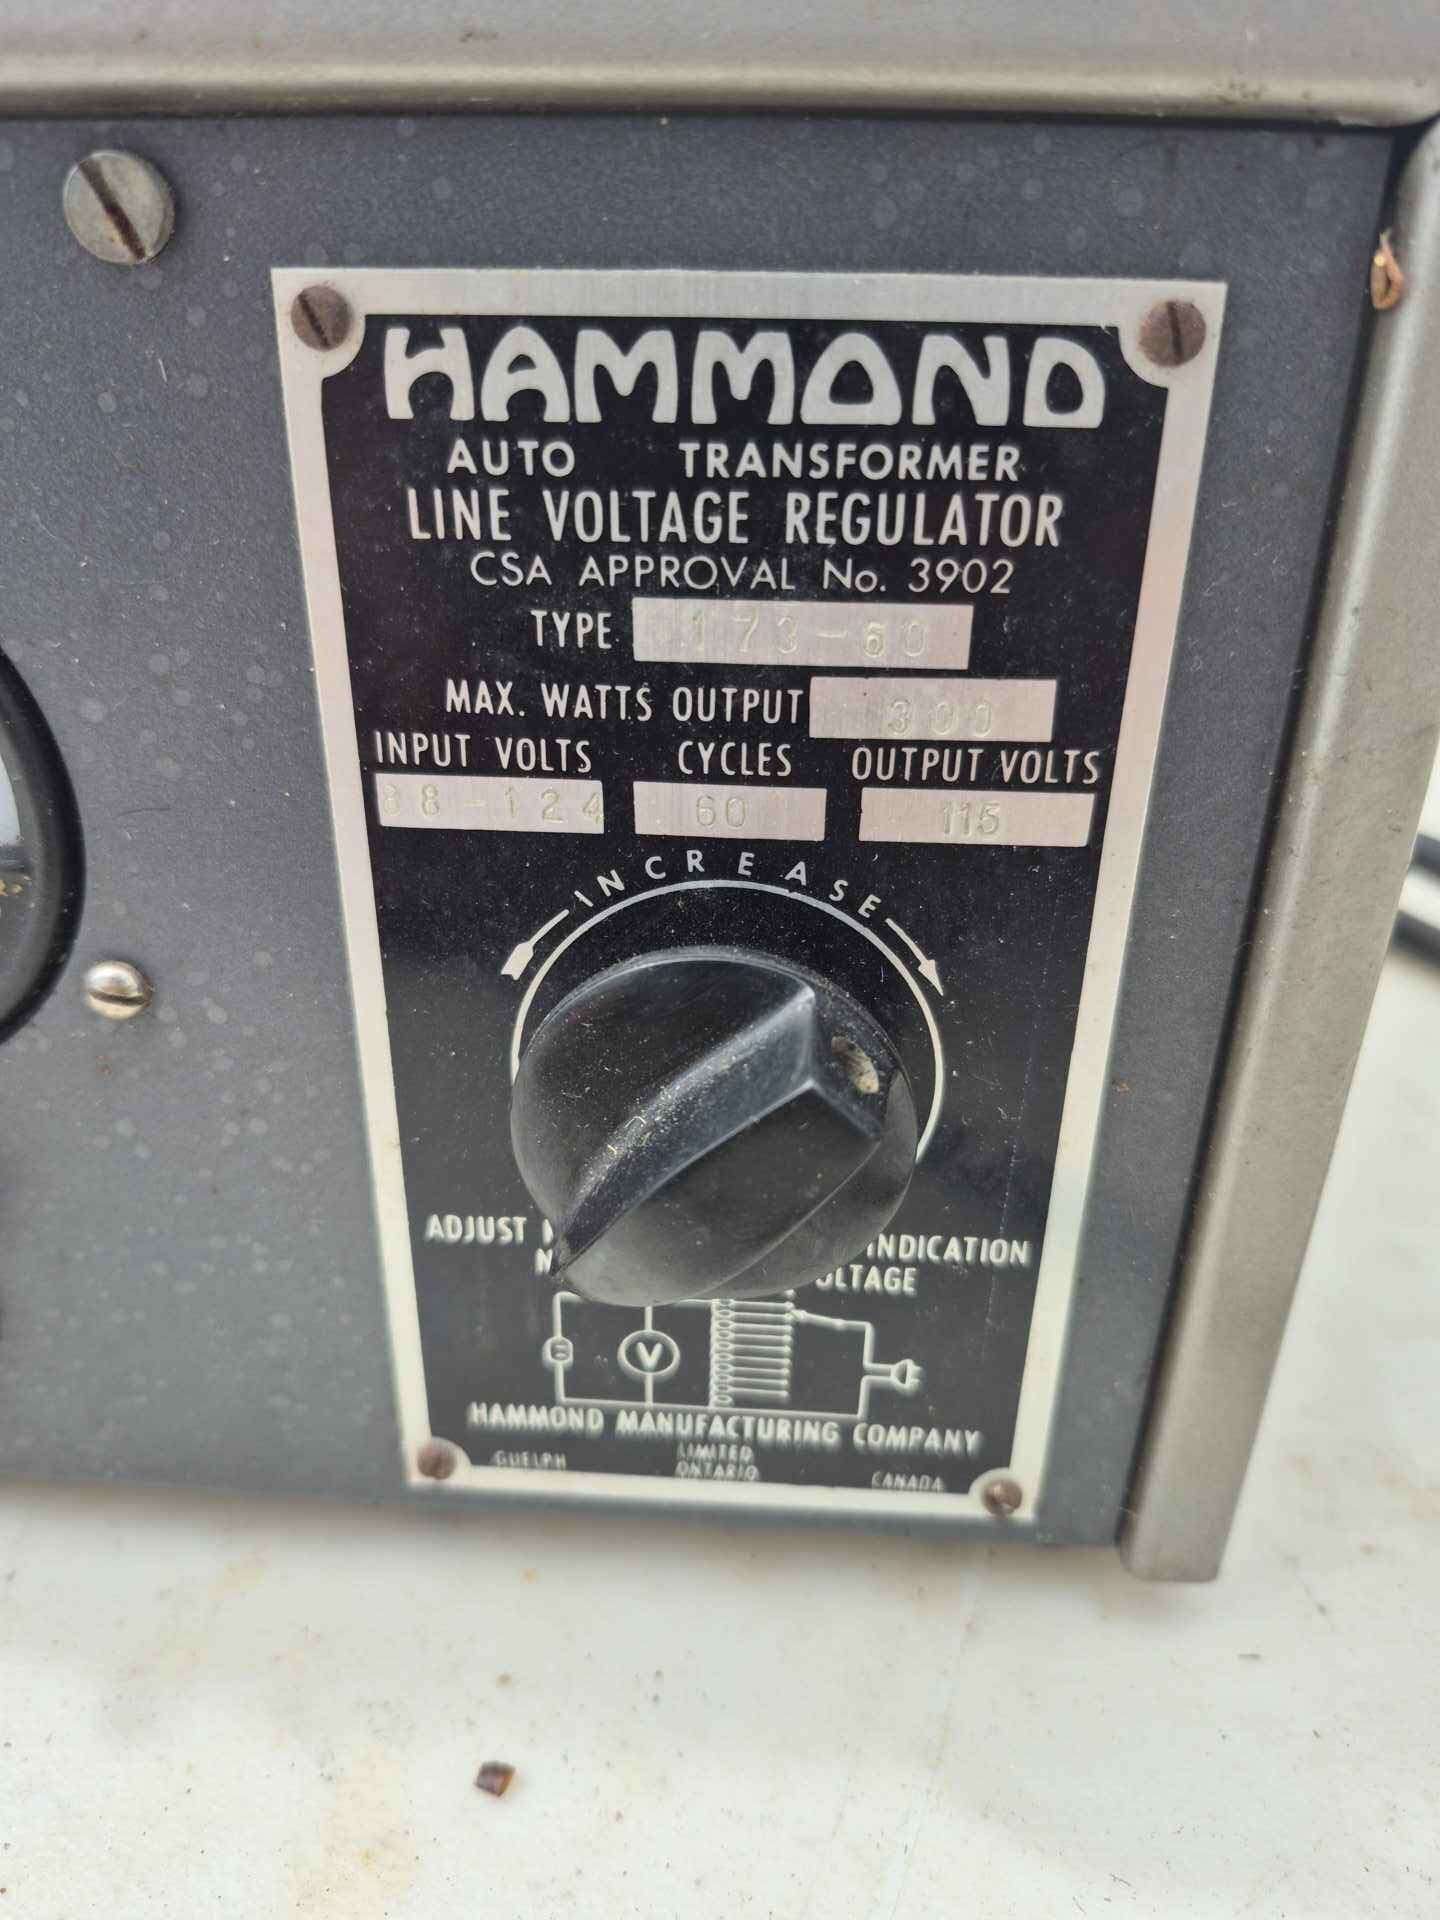 HAMMOND
AUTO TRANSFORMER
LINE VOLTAGE REGULATOR
CSA APPROVAL No. 3902
TYPE 173-60
MAX. WATTS OUTPUT 300
INPUT VOLTS CYCLES OUTPUT VOLTS
88-124 60 115
INCREASE
ADJUST INDICATION
V
HAMMOND MANUFACTURING COMPANY
LIMITED
GUELPH ONTARIO CANADA